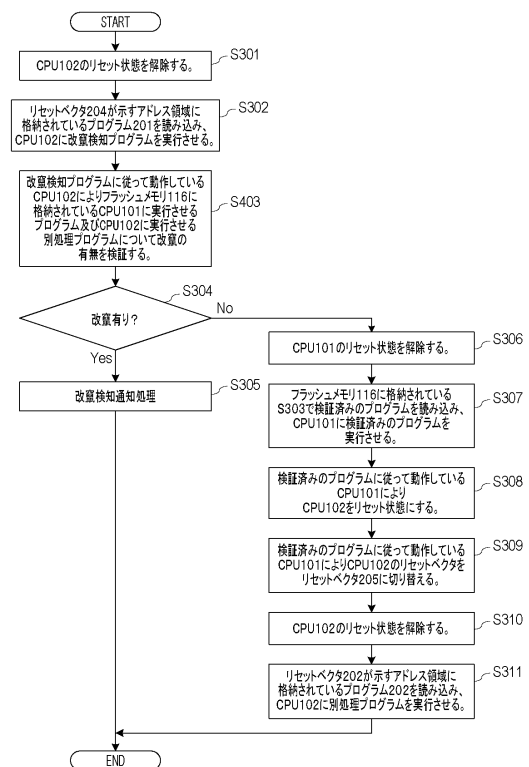 START
CPU102のリセット状態を解除する。
S301
リセットベクタ204が示すアドレス領域に
格納されているプログラム201を読み込み、
CPU102に改竄検知プログラムを実行させる。
S302
改竄検知プログラムに従って動作している
CPU102によりフラッシュメモリ116に
格納されているCPU101に実行させる
プログラム及びCPU102に実行させる
別処理プログラムについて改竄の
有無を検証する。
S403
改竄有り?
S304
No
Yes
改竄検知通知処理
S305
CPU101のリセット状態を解除する。
S306
フラッシュメモリ116に格納されている
S303で検証済みのプログラムを読み込み、
CPU101に検証済みのプログラムを
実行させる。
S307
検証済みのプログラムに従って動作している
CPU101により
CPU102をリセット状態にする。
S308
検証済みのプログラムに従って動作している
CPU101によりCPU102のリセットベクタを
リセットベクタ205に切り替える。
S309
CPU102のリセット状態を解除する。
S310
リセットベクタ202が示すアドレス領域に
格納されているプログラム202を読み込み、
CPU102に別処理プログラムを実行させる。
S311
END